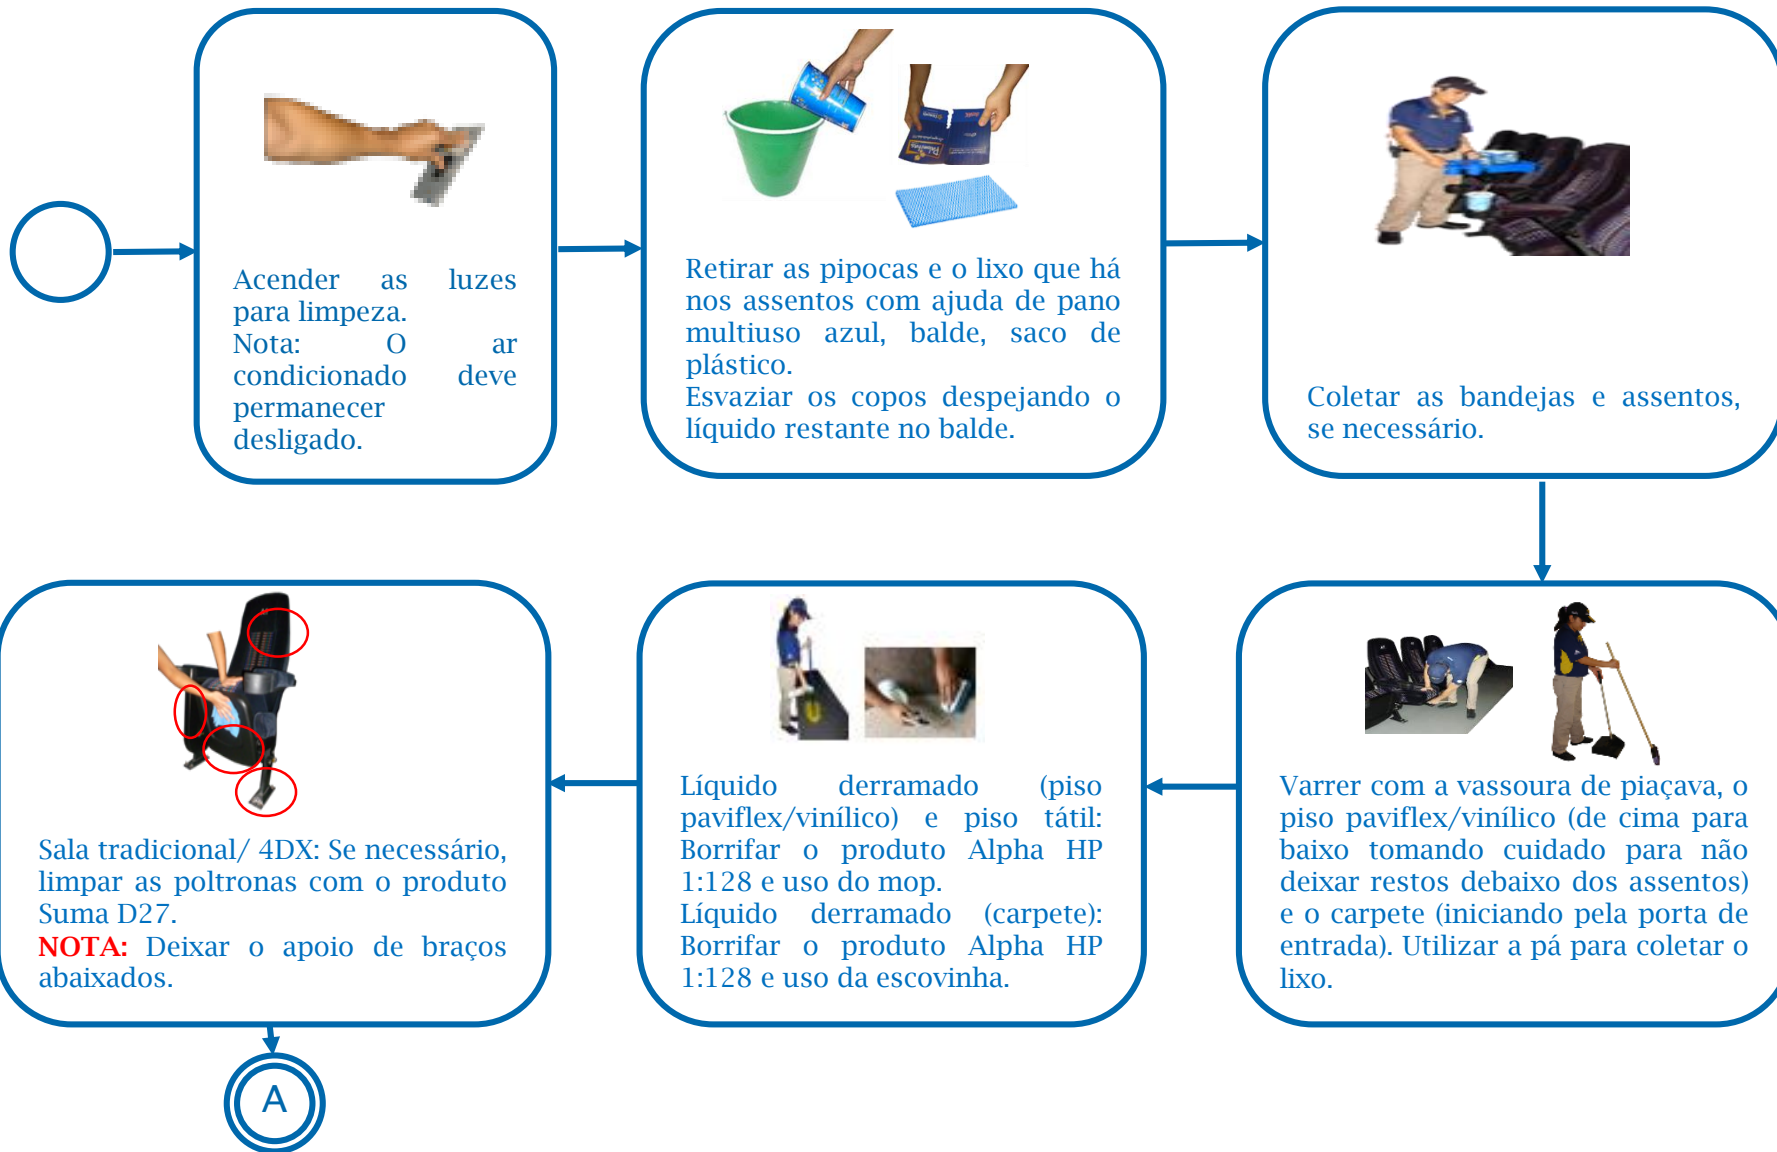 Acender as luzes
para limpeza.
Nota: O ar
condicionado deve
permanecer
desligado.
Retirar as pipocas e o lixo que há
nos assentos com ajuda de pano
multiuso azul, balde, saco de
plástico.
Esvaziar os copos despejando o
líquido restante no balde.
Coletar as bandejas e assentos,
se necessário.
Varrer com a vassoura de piaçava, o
piso paviflex/vinílico (de cima para
baixo tomando cuidado para não
deixar restos debaixo dos assentos)
e o carpete (iniciando pela porta de
entrada). Utilizar a pá para coletar o
lixo.
Líquido derramado (piso
paviflex/vinílico) e piso tátil:
Borrifar o produto Alpha HP
1:128 e uso do mop.
Líquido derramado (carpete):
Borrifar o produto Alpha HP
1:128 e uso da escovinha.
Sala tradicional/ 4DX: Se necessário,
limpar as poltronas com o produto
Suma D27.
NOTA: Deixar o apoio de braços
abaixados.
A